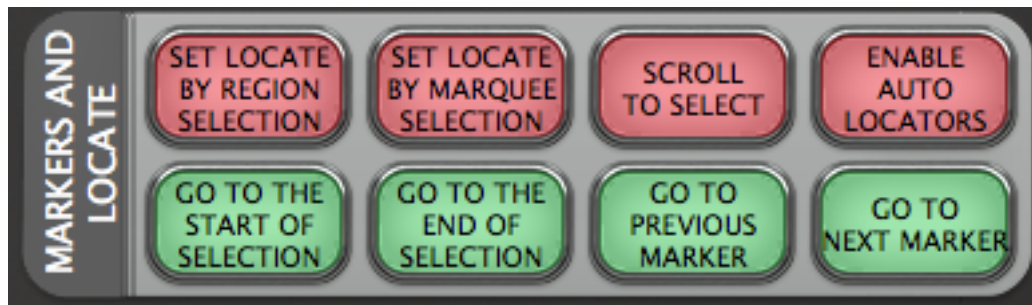 MARKERS AND
LOCATE
SET LOCATE
BY REGION
SELECTION
SET LOCATE
BY MARQUEE
SELECTION
SCROLL
TO SELECT
ENABLE
AUTO
LOCATORS
GO TO THE
START OF
SELECTION
GO TO THE
END OF
SELECTION
GO TO
PREVIOUS
MARKER
GO TO
NEXT MARKER